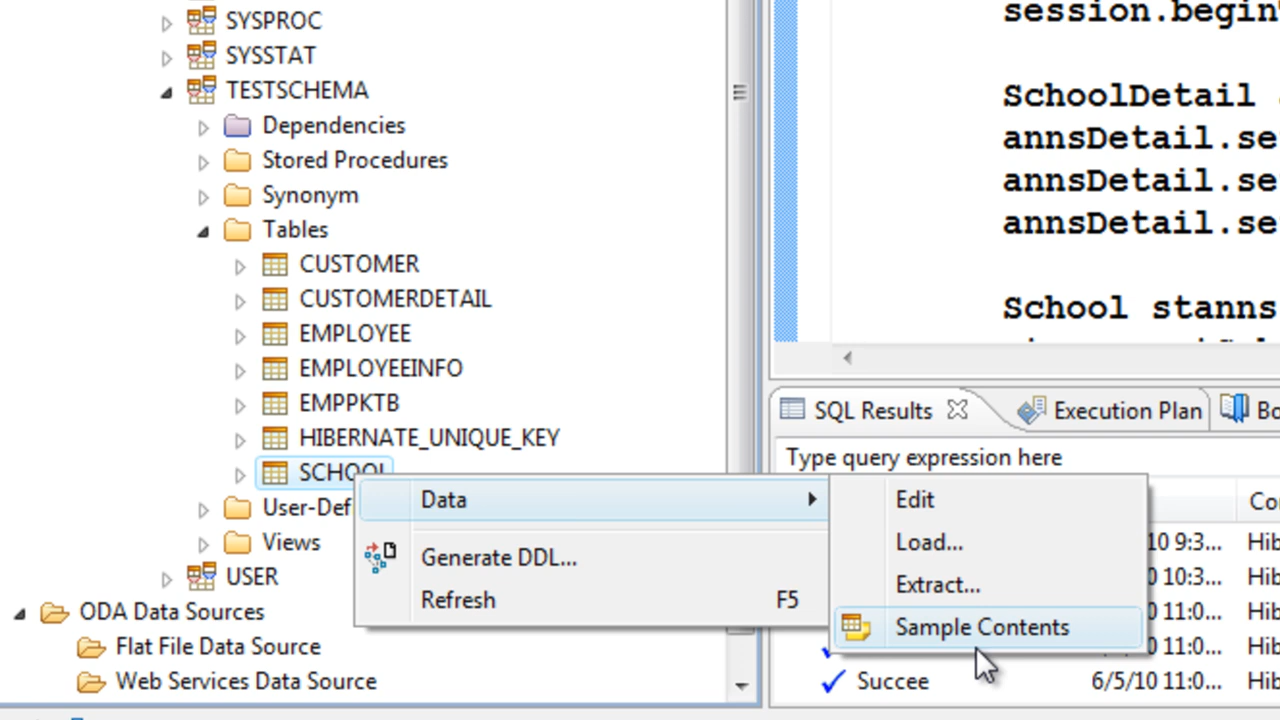 SYSPROC
SYSSTAT
TESTSCHEMA
Dependencies
Stored Procedures
Synonym
Tables
CUSTOMER
CUSTOMERDETAIL
EMPLOYEE
EMPLOYEEINFO
EMPPKTB
HIBERNATE_UNIQUE_KEY
SCHOOL
User-Def
Views
USER
ODA Data Sources
Flat File Data Source
Web Services Data Source
Data
Generate DDL...
Refresh F5
Edit
Load...
Extract...
Sample Contents
session.begin
SchoolDetail
annsDetail.se
annsDetail.se
annsDetail.se
School stanns
SQL Results Execution Plan Bo
Type query expression here
Co
10 9:3... Hib
0 10:3... Hib
0 11:0... Hib
0 11:0... Hib
Succee 6/5/10 11:0... Hib